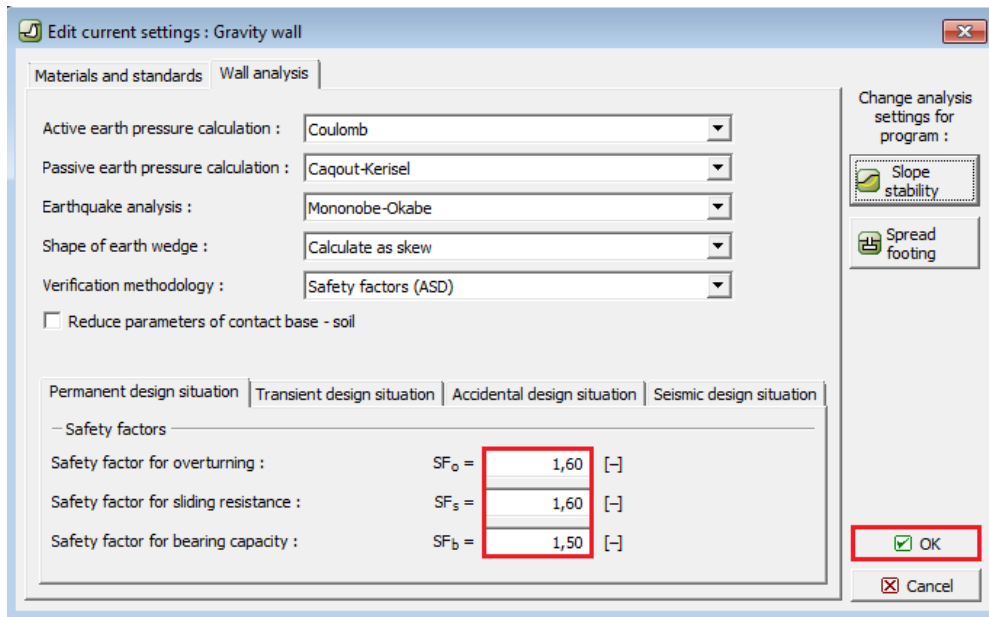 Edit current settings : Gravity wall
Materials and standards Wall analysis
Active earth pressure calculation : Coulomb
Passive earth pressure calculation : Caqout-Kerisel
Earthquake analysis : Mononobe-Okabe
Shape of earth wedge : Calculate as skew
Verification methodology : Safety factors (ASD)
Reduce parameters of contact base - soil
Permanent design situation Transient design situation Accidental design situation Seismic design situation
Safety factors
Safety factor for overturning : SFo = 1,60 [–]
Safety factor for sliding resistance : SFs = 1,60 [–]
Safety factor for bearing capacity : SFb = 1,50 [–]
Change analysis
settings for
program :
Slope
stability
Spread
footing
OK
Cancel